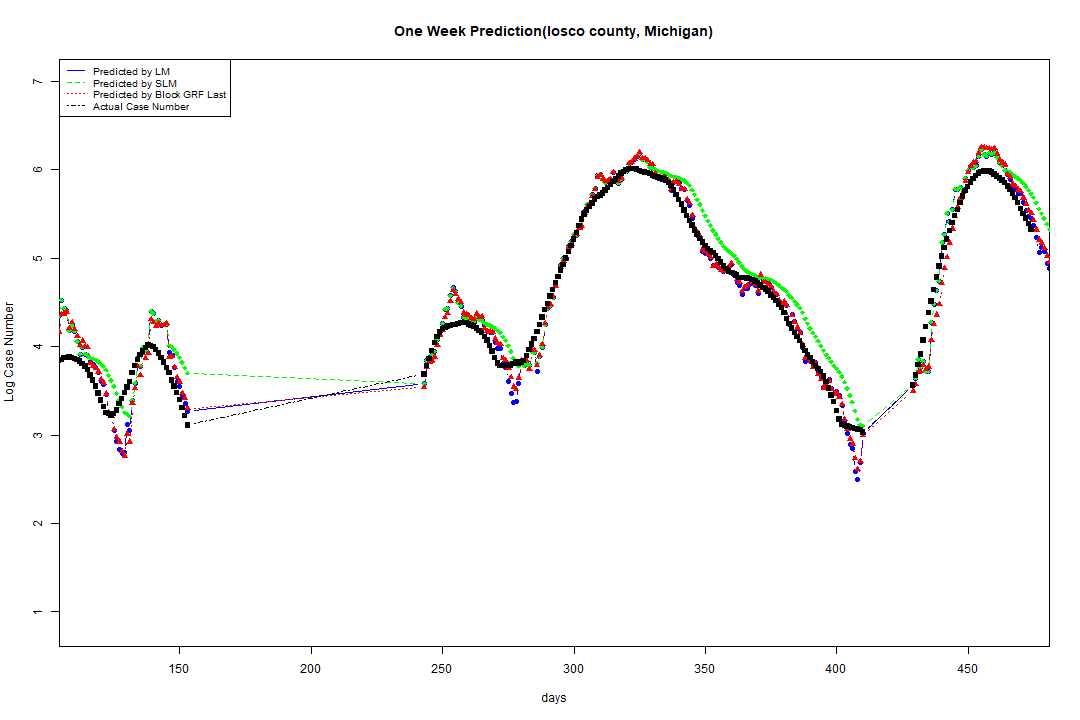 One Week Prediction(Iosco county, Michigan)
Predicted by LM
Predicted by SLM
Predicted by Block GRF Last
Actual Case Number
7
6
5
4
3
2
1
Log Case Number
150 200 250 300 350 400 450
days